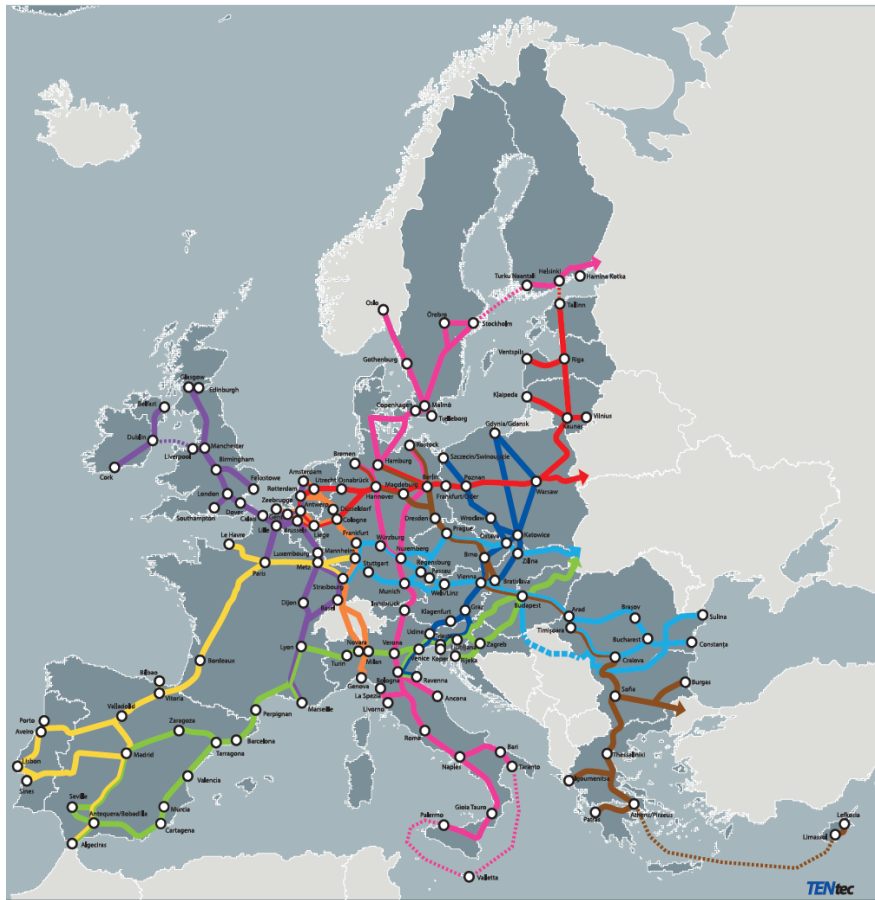 Helsinki
Turku Naantali
Hamina Kotka
Tallinn
Oslo
Örebro
Stockholm
Ventspils
Riga
Gothenburg
Klaipeda
Vilnius
Kaunas
Glasgow
Edinburgh
Copenhagen
Malmö
Trelleborg
Belfast
Gdynia/Gdansk
Dublin
Manchester
Liverpool
Rostock
Szczecin/Swinoujscie
Birmingham
Cork
Bremen
Hamburg
Felixstowe
Amsterdam
Utrecht
Osnabrück
Magdeburg
Berlin
Poznan
Warsaw
London
Rotterdam
Hannover
Frankfurt/Oder
Zeebrugge
Antwerp
Southampton
Dover
Düsseldorf
Calais
Cologne
Dresden
Wroclaw
Lille
Brussels
Liege
Prague
Ostava
Katowice
Le Havre
Frankfurt
Würzburg
Luxembourg
Mannheim
Nuremberg
Brno
Zilina
Paris
Metz
Stuttgart
Regensburg
Passau
Strasbourg
Munich
Wels/Linz
Vienna
Bratislava
Dijon
Basel
Innsbruck
Klagenfurt
Graz
Budapest
Arad
Braşov
Sulina
Udine
Timişoara
Bucharest
Constanţa
Lyon
Novara
Verona
Ljubljana
Zagreb
Turin
Milan
Venice
Koper
Rijeka
Craiova
Bordeaux
Genova
Bologna
Ravenna
Bilbao
La Spezia
Sofia
Burgas
Vitoria
Livorno
Ancona
Marseille
Perpignan
Valladolid
Porto
Zaragoza
Aveiro
Rome
Barcelona
Tarragona
Bari
Madrid
Naples
Taranto
Thessaloniki
Lisbon
Valencia
Igoumenitsa
Sines
Seville
Murcia
Gioia Tauro
Antequera/Bobadilla
Palermo
Patras
Athens/Piraeus
Lefkosia
Cartagena
Limassol
Algeciras
Valletta
TENtec